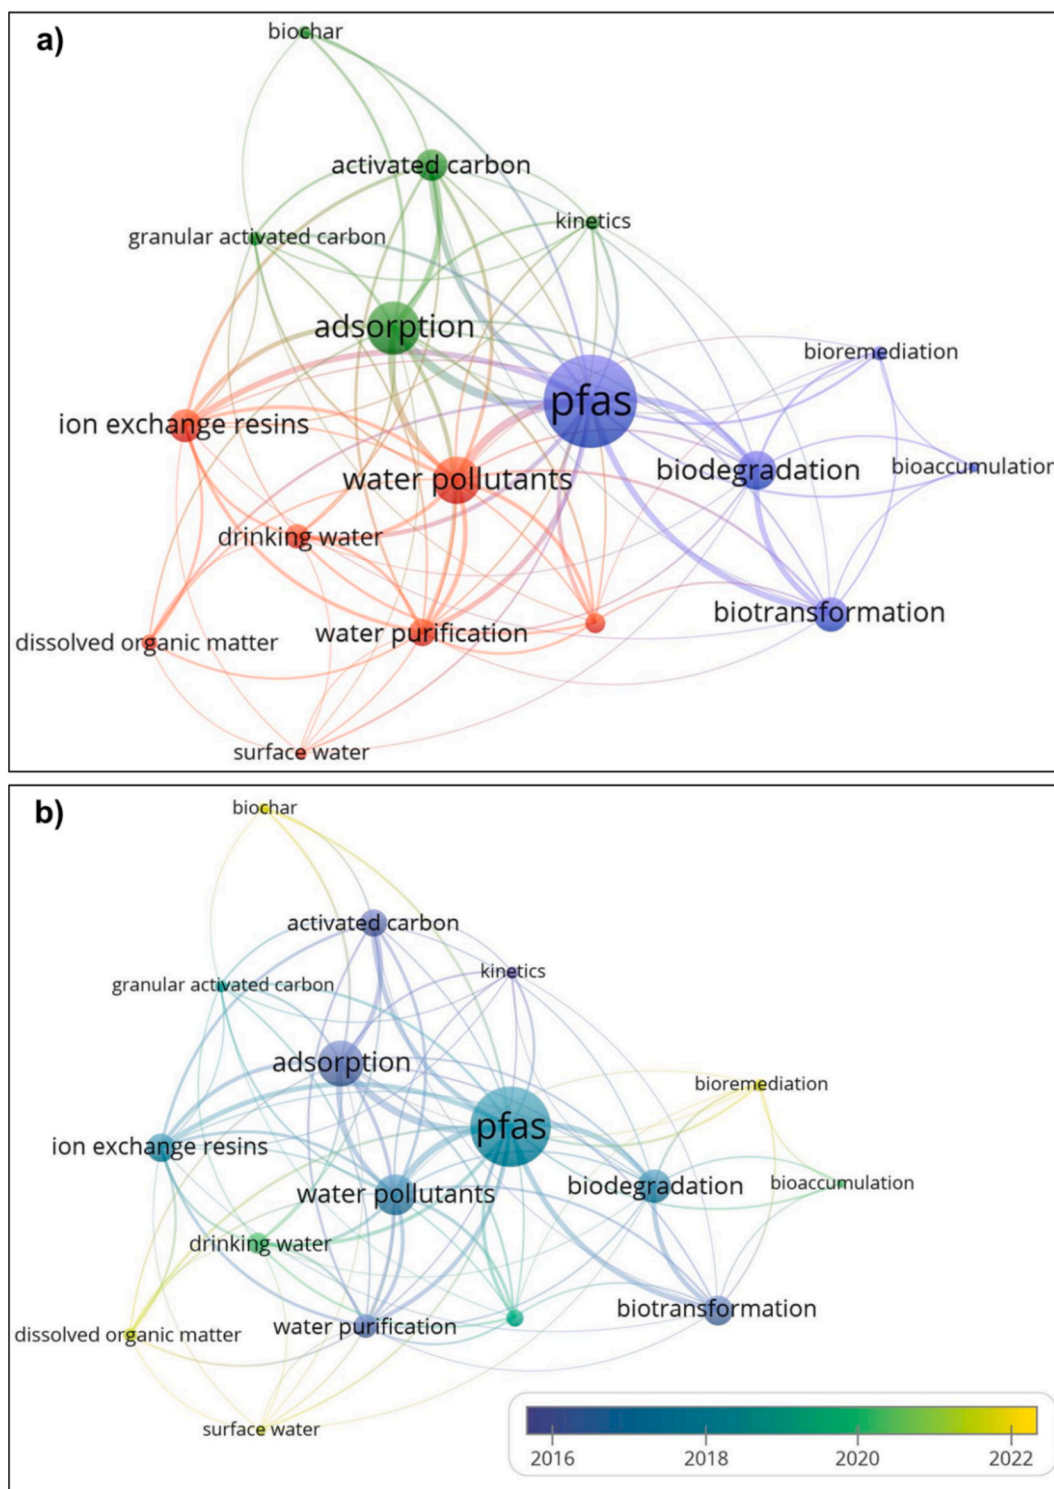 a)
biochar
activated carbon
kinetics
granular activated carbon
adsorption
bioremediation
pfas
ion exchange resins
bioaccumulation
biodegradation
water pollutants
drinking water
biotransformation
water purification
dissolved organic matter
surface water
b)
biochar
activated carbon
kinetics
granular activated carbon
adsorption
bioremediation
pfas
ion exchange resins
bioaccumulation
biodegradation
water pollutants
drinking water
biotransformation
water purification
dissolved organic matter
surface water
2016 2018 2020 2022